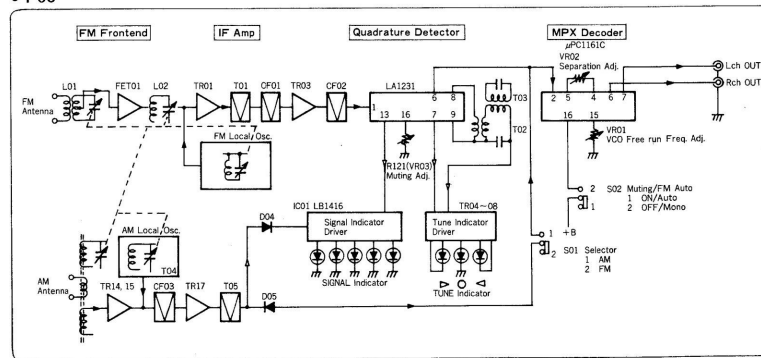 FM Frontend
IF Amp
Quadrature Detector
MPX Decoder
μPC1161C
VR02
Separation Adj.
L01
FET01
L02
TR01
T01
CF01
TR03
CF02
LA1231
6 8
1
13 16 7 9
T03
T02
2 5 4 6 7
16 15
Lch OUT
Rch OUT
FM
Antenna
FM Local Osc.
R121(VR03)
Muting Adj.
VR01
VCO Free run Freq. Adj.
IC01 LB1416
Signal Indicator
Driver
SIGNAL Indicator
TR04~08
Tune Indicator
Driver
TUNE Indicator
2 S02 Muting/FM Auto
1 1 ON/Auto
2 OFF/Mono
+B
1
2 S01 Selector
1 AM
2 FM
AM Local Osc.
T04
D04
AM
Antenna
TR14, 15
CF03
TR17
T05
D05